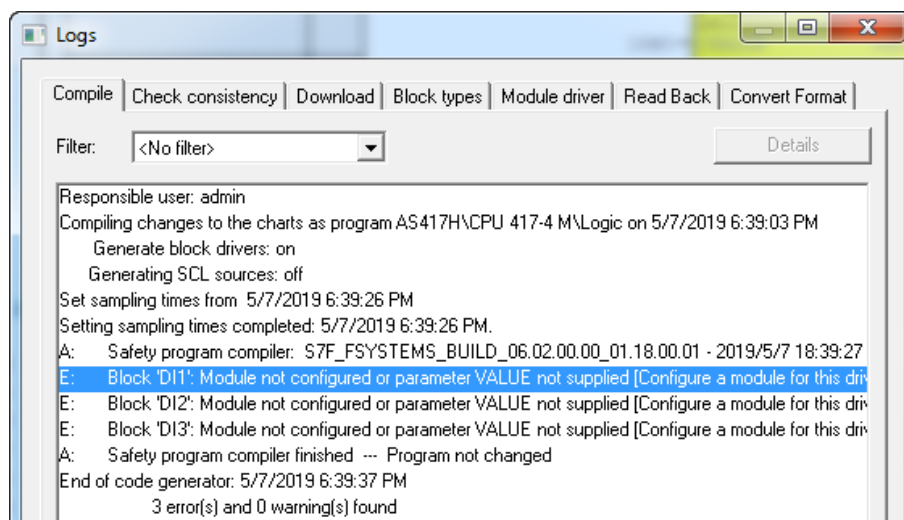 Logs
Compile Check consistency Download Block types Module driver Read Back Convert Format
Filter: <No filter> Details
Responsible user: admin
Compiling changes to the charts as program AS417H\CPU 417-4 M\Logic on 5/7/2019 6:39:03 PM
Generate block drivers: on
Generating SCL sources: off
Set sampling times from 5/7/2019 6:39:26 PM
Setting sampling times completed: 5/7/2019 6:39:26 PM.
A: Safety program compiler: S7F_FSYSTEMS_BUILD_06.02.00.00_01.18.00.01 - 2019/5/7 18:39:27
E: Block 'DI1': Module not configured or parameter VALUE not supplied [Configure a module for this
E: Block 'DI2': Module not configured or parameter VALUE not supplied [Configure a module for this
E: Block 'DI3': Module not configured or parameter VALUE not supplied [Configure a module for this
A: Safety program compiler finished --- Program not changed
End of code generator: 5/7/2019 6:39:37 PM
3 error(s) and 0 warning(s) found